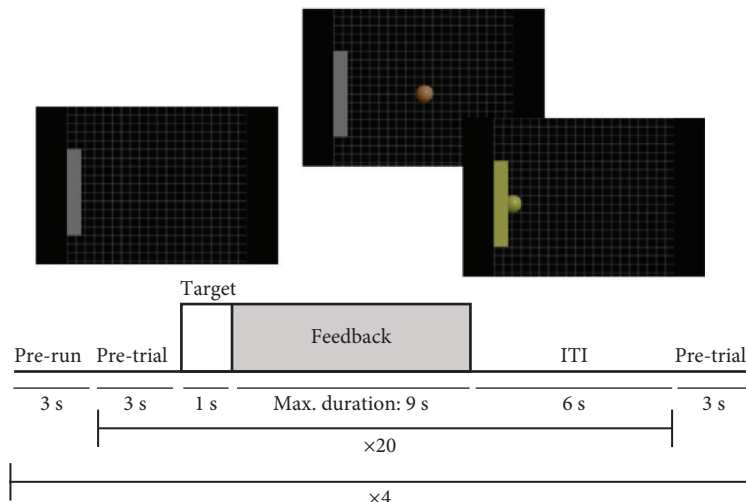 Target
Feedback
Pre-run Pre-trial ITI Pre-trial
3 s 3 s 1 s Max. duration: 9 s 6 s 3 s
×20
×4